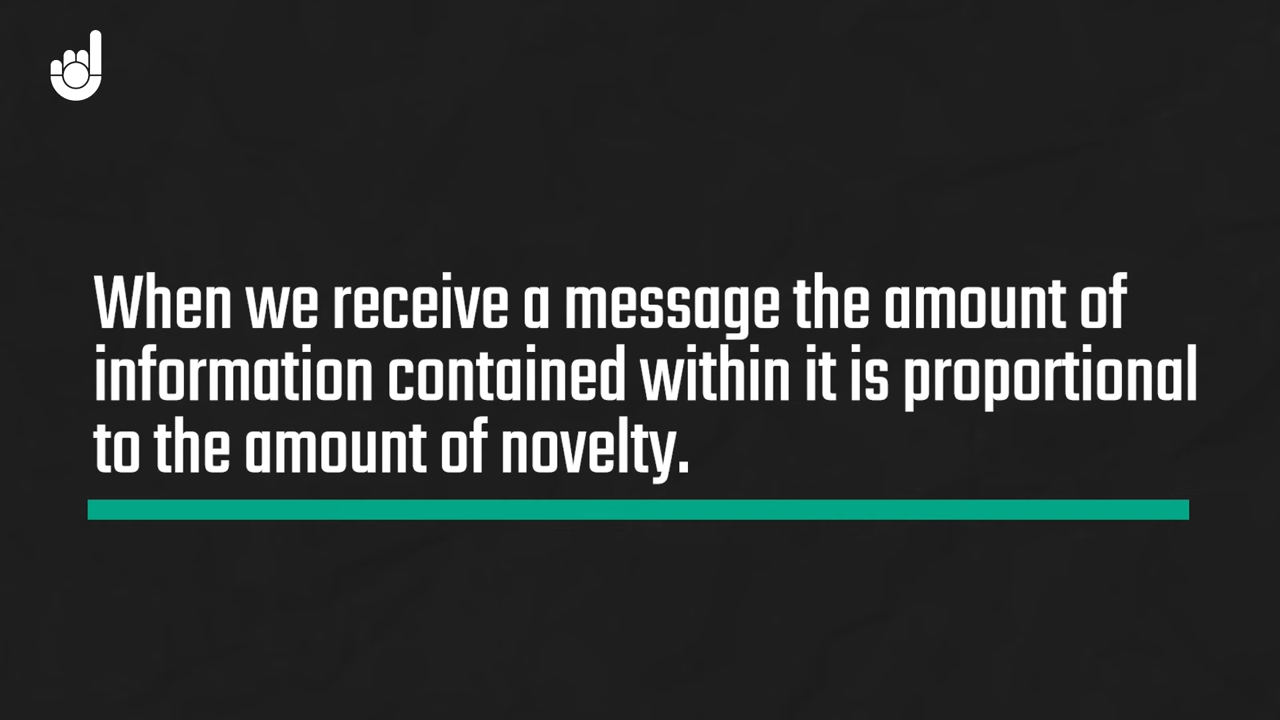 When we receive a message the amount of
information contained within it is proportional
to the amount of novelty.